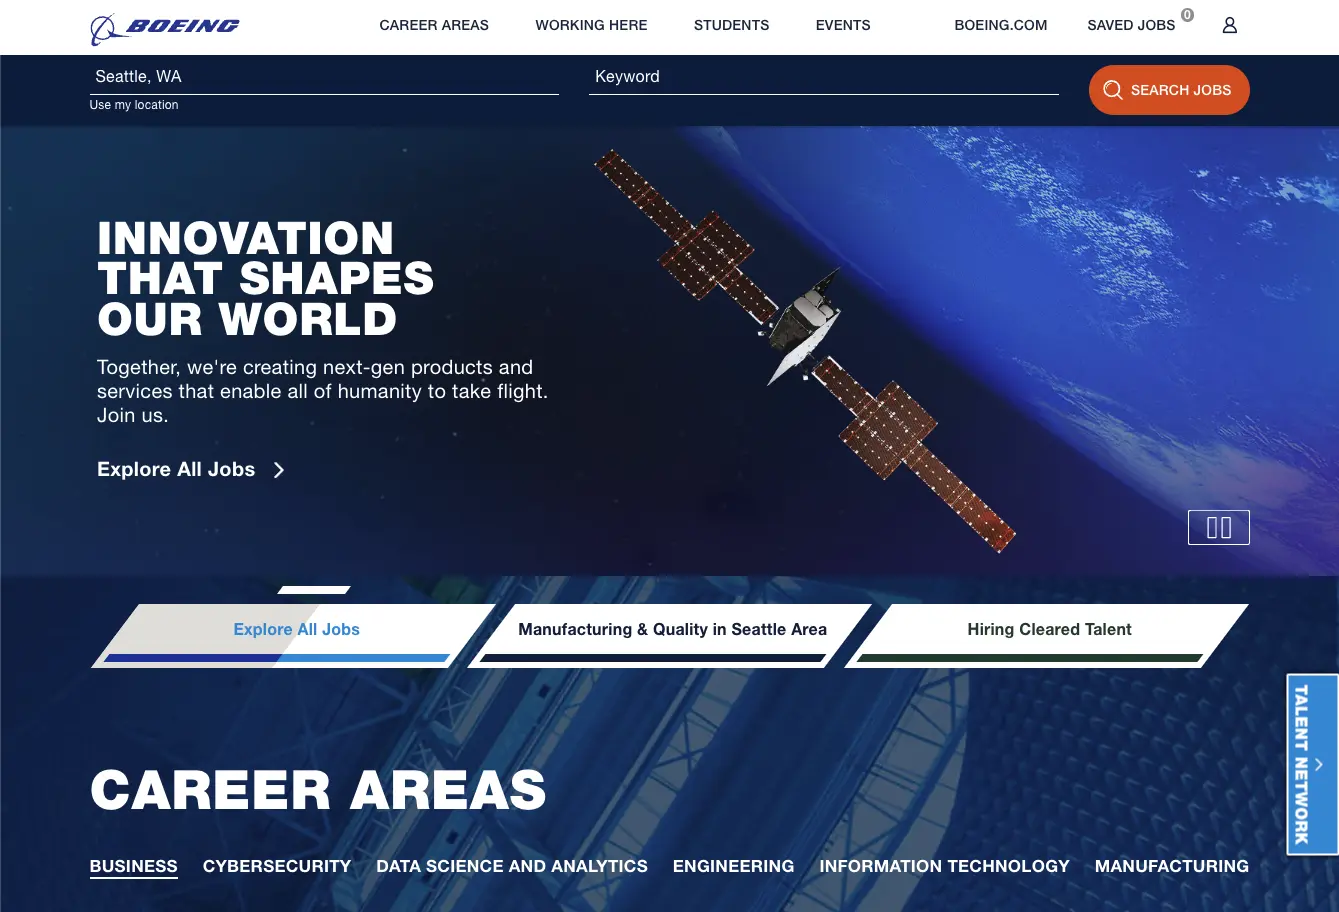 BOEING
CAREER AREAS
WORKING HERE
STUDENTS
EVENTS
BOEING.COM
SAVED JOBS
0
Seattle, WA
Keyword
Use my location
SEARCH JOBS
INNOVATION
THAT SHAPES
OUR WORLD
Together, we're creating next-gen products and
services that enable all of humanity to take flight.
Join us.
Explore All Jobs
Explore All Jobs
Manufacturing & Quality in Seattle Area
Hiring Cleared Talent
TALENT NETWORK
CAREER AREAS
BUSINESS
CYBERSECURITY
DATA SCIENCE AND ANALYTICS
ENGINEERING
INFORMATION TECHNOLOGY
MANUFACTURING